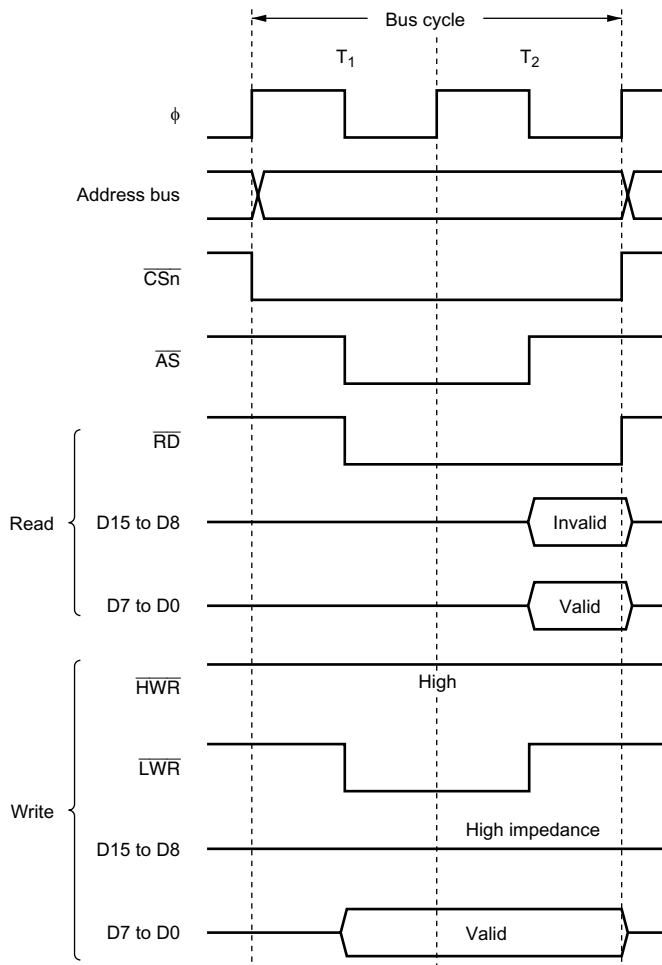 Bus cycle
T1 T2
ϕ
Address bus
CSn
AS
RD
Read
D15 to D8 Invalid
D7 to D0 Valid
HWR High
LWR
Write
D15 to D8 High impedance
D7 to D0 Valid